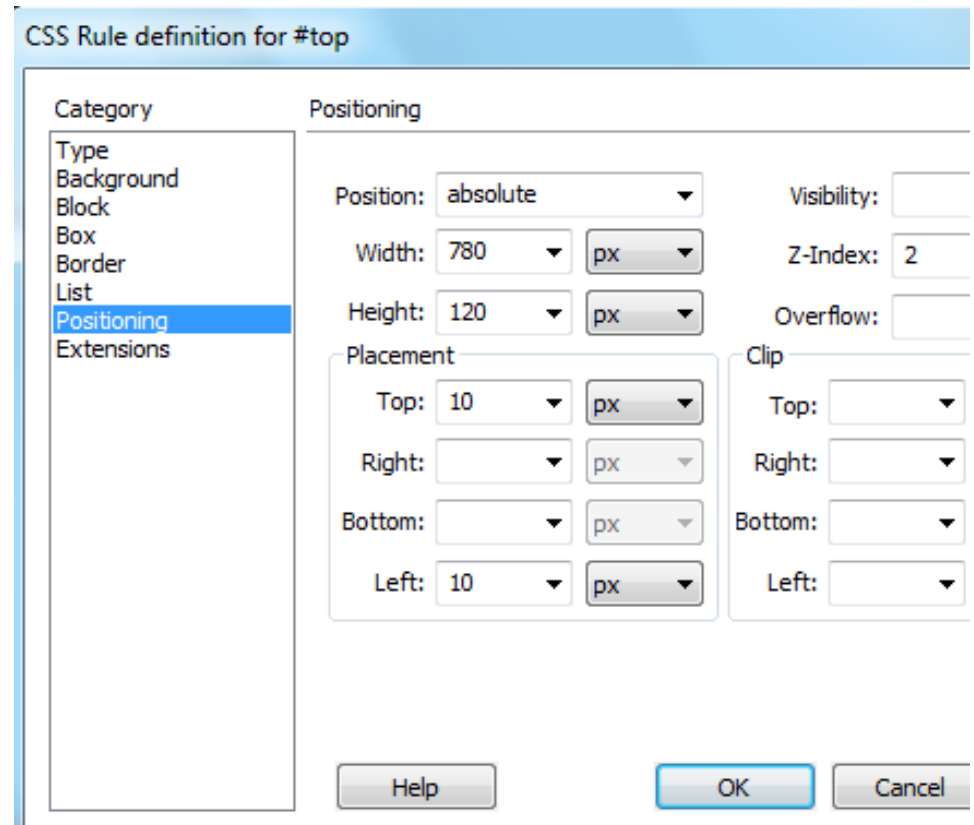 CSS Rule definition for #top
Category
Type
Background
Block
Box
Border
List
Positioning
Extensions
Positioning
Position: absolute
Visibility:
Width: 780 px
Z-Index: 2
Height: 120 px
Overflow:
Placement
Top: 10 px
Right: px
Bottom: px
Left: 10 px
Clip
Top:
Right:
Bottom:
Left:
Help
OK
Cancel